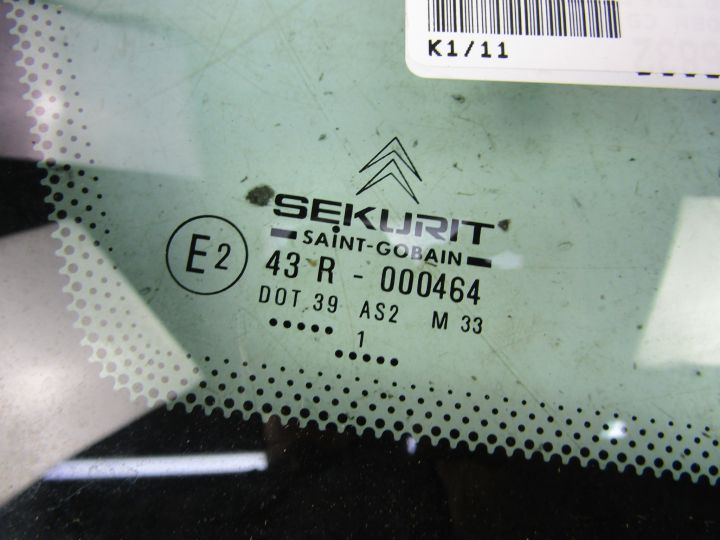 K1/11
SEKURIT
SAINT-GOBAIN
E2
43 R - 000464
DOT 39 AS2 M 33
1